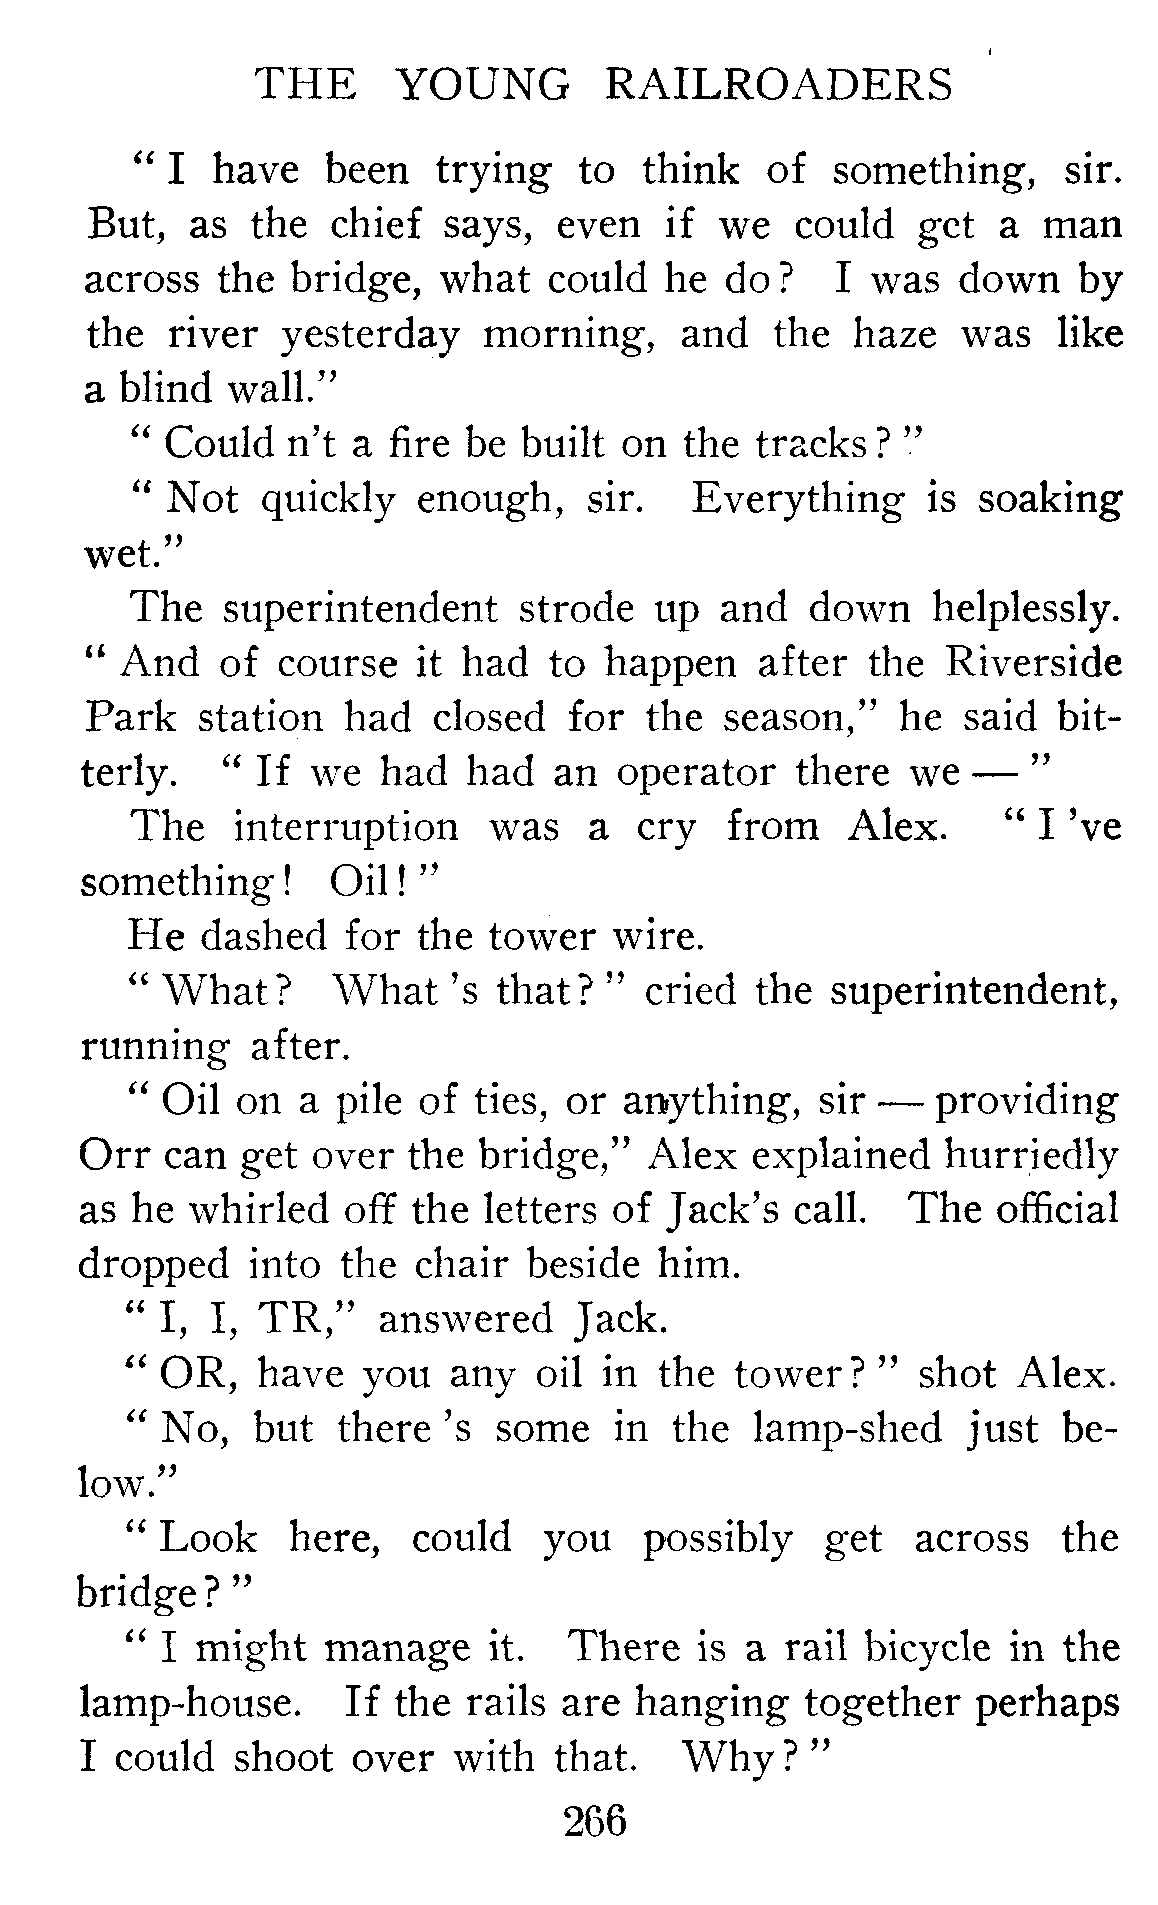 THE YOUNG RAILROADERS
“ I have been trying to think of something, sir.
But, as the chief says, even if we could get a man
across the bridge, what could he do? I was down by
the river yesterday morning, and the haze was like
a blind wall.”
“ Could n’t a fire be built on the tracks? ”
“ Not quickly enough, sir. Everything is soaking
wet.”
The superintendent strode up and down helplessly.
“ And of course it had to happen after the Riverside
Park station had closed for the season,” he said bit-
terly. “ If we had had an operator there we — ”
The interruption was a cry from Alex. “ I ’ve
something! Oil! ”
He dashed for the tower wire.
“ What? What ’s that? ” cried the superintendent,
running after.
“ Oil on a pile of ties, or anything, sir — providing
Orr can get over the bridge,” Alex explained hurriedly
as he whirled off the letters of Jack’s call. The official
dropped into the chair beside him.
“ I, I, TR,” answered Jack.
“ OR, have you any oil in the tower? ” shot Alex.
“ No, but there ’s some in the lamp-shed just be-
low.”
“ Look here, could you possibly get across the
bridge? ”
“ I might manage it. There is a rail bicycle in the
lamp-house. If the rails are hanging together perhaps
I could shoot over with that. Why? ”
266